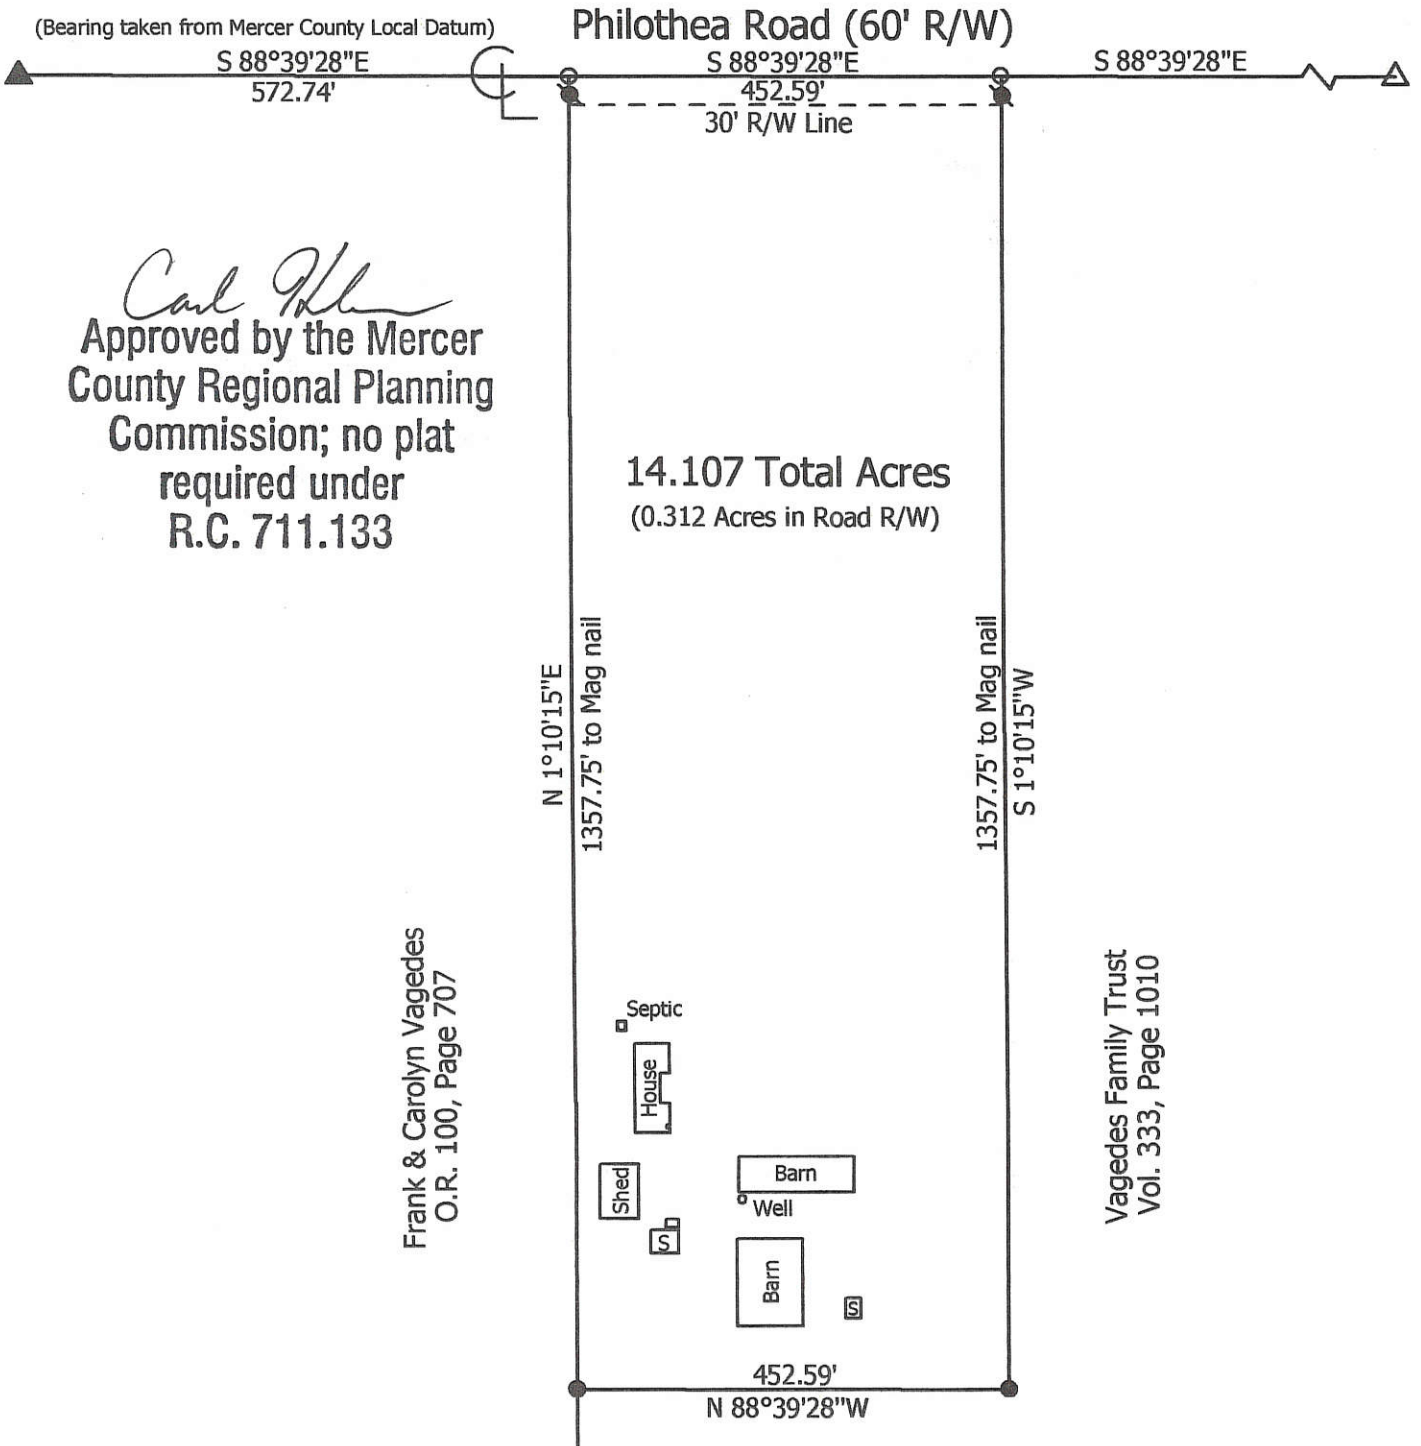 (Bearing taken from Mercer County Local Datum)
Philothea Road (60' R/W)
S 88°39'28"E
572.74'
S 88°39'28"E
452.59'
30' R/W Line
S 88°39'28"E
CL
Approved by the Mercer
County Regional Planning
Commission; no plat
required under
R.C. 711.133
14.107 Total Acres
(0.312 Acres in Road R/W)
N 1°10'15"E
1357.75' to Mag nail
1357.75' to Mag nail
S 1°10'15"W
Frank & Carolyn Vagedes
O.R. 100, Page 707
Vagedes Family Trust
Vol. 333, Page 1010
Septic
House
Shed
Barn
Well
S
Barn
S
452.59'
N 88°39'28"W